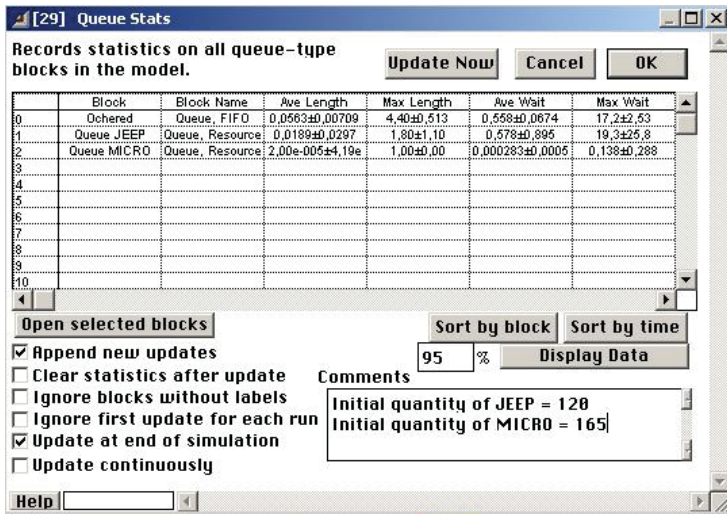 [29] Queue Stats
Records statistics on all queue-type
blocks in the model.
Update Now Cancel OK
Block Block Name Ave Length Max Length Ave Wait Max Wait
0 Ochered Queue, FIFO 0,0563±0,00709 4,40±0,513 0,558±0,0674 17,2±2,53
1 Queue JEEP Queue, Resource 0,0189±0,0297 1,80±1,10 0,578±0,895 19,3±25,8
2 Queue MICRO Queue, Resource 2,00e-005±4,19e 1,00±0,00 0,000283±0,0005 0,138±0,288
3
4
5
6
7
8
9
10
Open selected blocks Sort by block Sort by time
Append new updates 95 % Display Data
Clear statistics after update Comments
Ignore blocks without labels Initial quantity of JEEP = 120
Ignore first update for each run Initial quantity of MICRO = 165
Update at end of simulation
Update continuously
Help